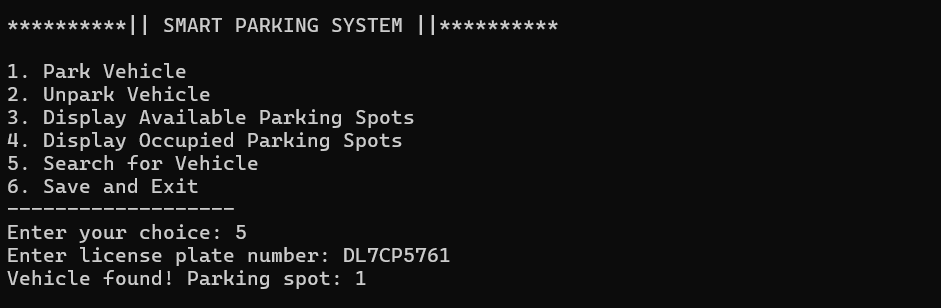 **********|| SMART PARKING SYSTEM ||**********
1. Park Vehicle
2. Unpark Vehicle
3. Display Available Parking Spots
4. Display Occupied Parking Spots
5. Search for Vehicle
6. Save and Exit
-------------------
Enter your choice: 5
Enter license plate number: DL7CP5761
Vehicle found! Parking spot: 1